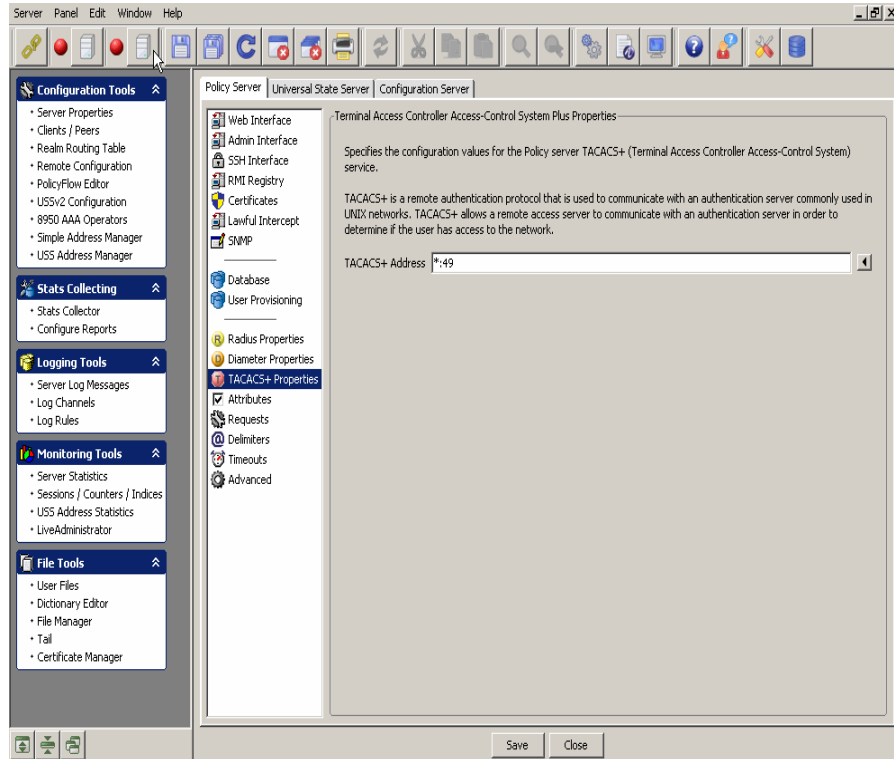 Server Panel Edit Window Help
Configuration Tools
Server Properties
Clients / Peers
Realm Routing Table
Remote Configuration
PolicyFlow Editor
USSv2 Configuration
8950 AAA Operators
Simple Address Manager
USS Address Manager
Stats Collecting
Stats Collector
Configure Reports
Logging Tools
Server Log Messages
Log Channels
Log Rules
Monitoring Tools
Server Statistics
Sessions / Counters / Indices
USS Address Statistics
LiveAdministrator
File Tools
User Files
Dictionary Editor
File Manager
Tail
Certificate Manager
Policy Server Universal State Server Configuration Server
Web Interface
Admin Interface
SSH Interface
RMI Registry
Certificates
Lawful Intercept
SNMP
Database
User Provisioning
R Radius Properties
D Diameter Properties
T TACACS+ Properties
Attributes
Requests
@ Delimiters
Timeouts
Advanced
Terminal Access Controller Access-Control System Plus Properties
Specifies the configuration values for the Policy server TACACS+ (Terminal Access Controller Access-Control System)
service.
TACACS+ is a remote authentication protocol that is used to communicate with an authentication server commonly used in
UNIX networks. TACACS+ allows a remote access server to communicate with an authentication server in order to
determine if the user has access to the network.
TACACS+ Address *:49
Save Close